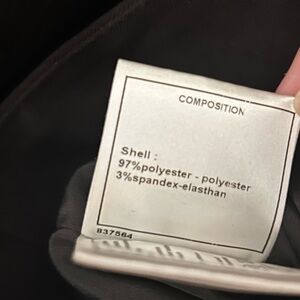 COMPOSITION
Shell :
97%polyester - polyester
3%spandex-elasthan
837564